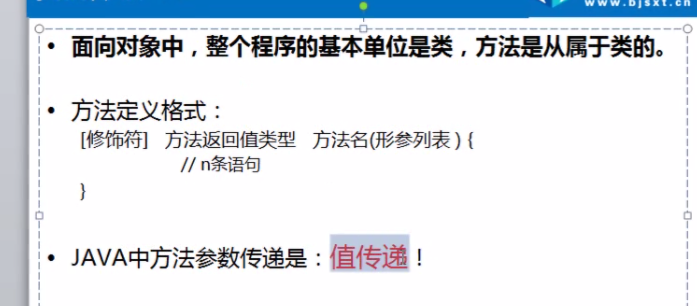 www.bjsxt.cn
• 面向对象中，整个程序的基本单位是类，方法是从属于类的。
• 方法定义格式：
[修饰符] 方法返回值类型 方法名(形参列表 ) {
// n条语句
}
• JAVA中方法参数传递是：值传递！